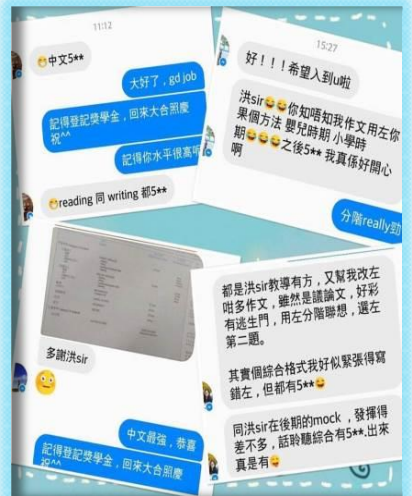 11:12
中文5**
大好了，gd job
記得登記獎學金，回來大合照慶
祝^^
記得你水平很高
reading 同 writing 都5**
15:27
好！！！希望入到u啦
洪sir你知唔知我作文用左你
果個方法 嬰兒時期 小學時
期之後5** 我真係好開心
啊
分階really勁
多謝洪sir
中文最強，恭喜
記得登記獎學金，回來大合照慶
祝^^
都是洪sir教導有方，又幫我改左
咁多作文，雖然是議論文，好彩
有逃生門，用左分階聯想，選左
第二題。
其實個綜合格式我好似緊張得寫
錯左，但都有5**
同洪sir在後期的mock，發揮得
差不多，話聆聽綜合有5**.出來
真是有